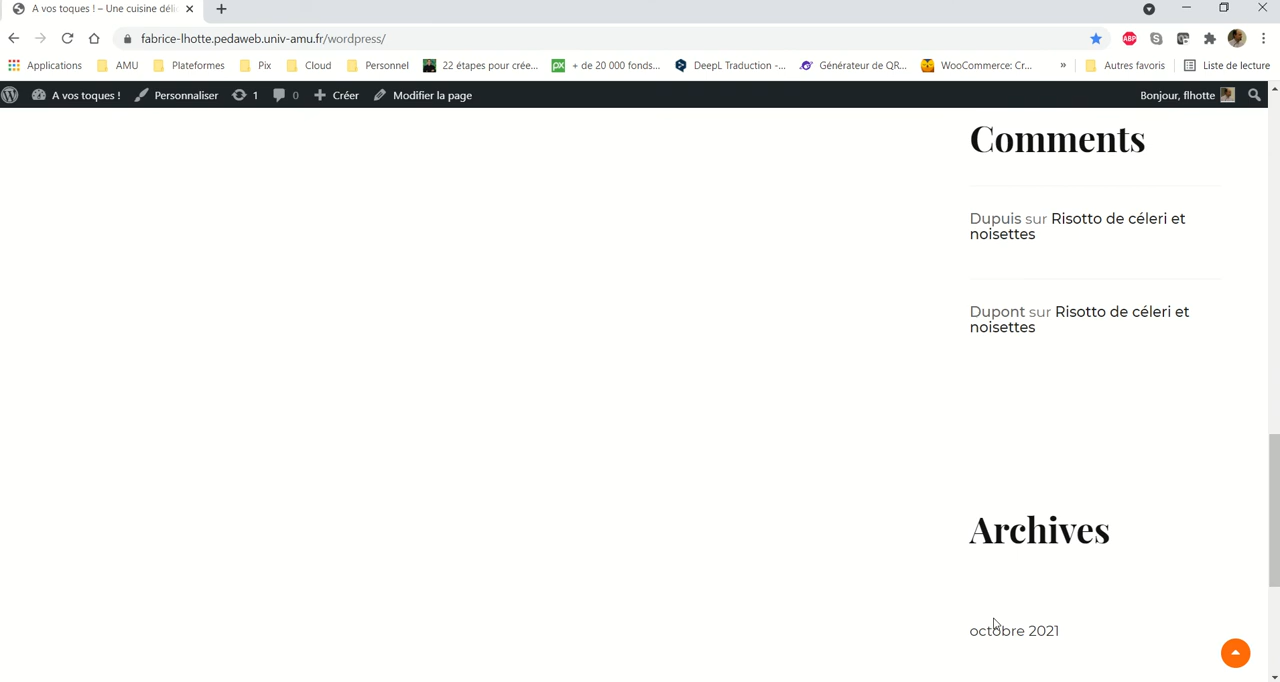 A vos toques ! – Une cuisine déli
fabrice-lhotte.pedaweb.univ-amu.fr/wordpress/
ABP
Applications AMU Plateformes Pix Cloud Personnel 22 étapes pour crée... + de 20 000 fonds... DeepL Traduction -... Générateur de QR... WooCommerce: Cr... » Autres favoris Liste de lecture
A vos toques ! Personnaliser 1 0 Créer Modifier la page Bonjour, flhotte
Comments
Dupuis sur Risotto de céleri et
noisettes
Dupont sur Risotto de céleri et
noisettes
Archives
octobre 2021